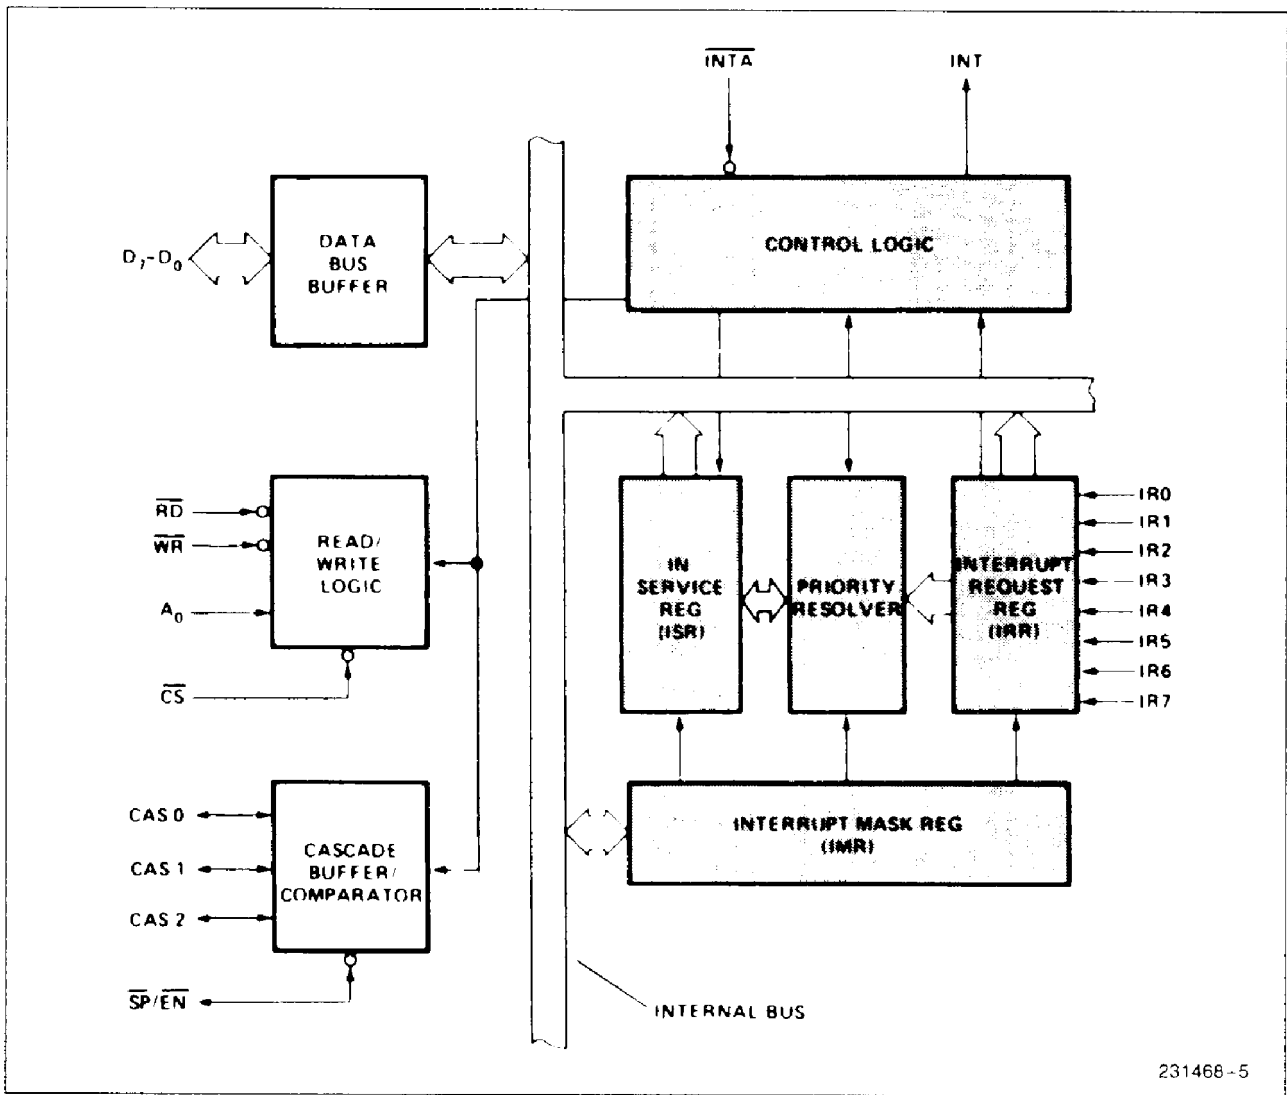 INTA
INT
DATA
BUS
BUFFER
D7-D0
CONTROL LOGIC
RD
WR
A0
CS
READ/
WRITE
LOGIC
IN
SERVICE
REG
(ISR)
PRIORITY
RESOLVER
INTERRUPT
REQUEST
REG
(IRR)
IR0
IR1
IR2
IR3
IR4
IR5
IR6
IR7
CAS 0
CAS 1
CAS 2
CASCADE
BUFFER/
COMPARATOR
SP/EN
INTERRUPT MASK REG
(IMR)
INTERNAL BUS
231468-5